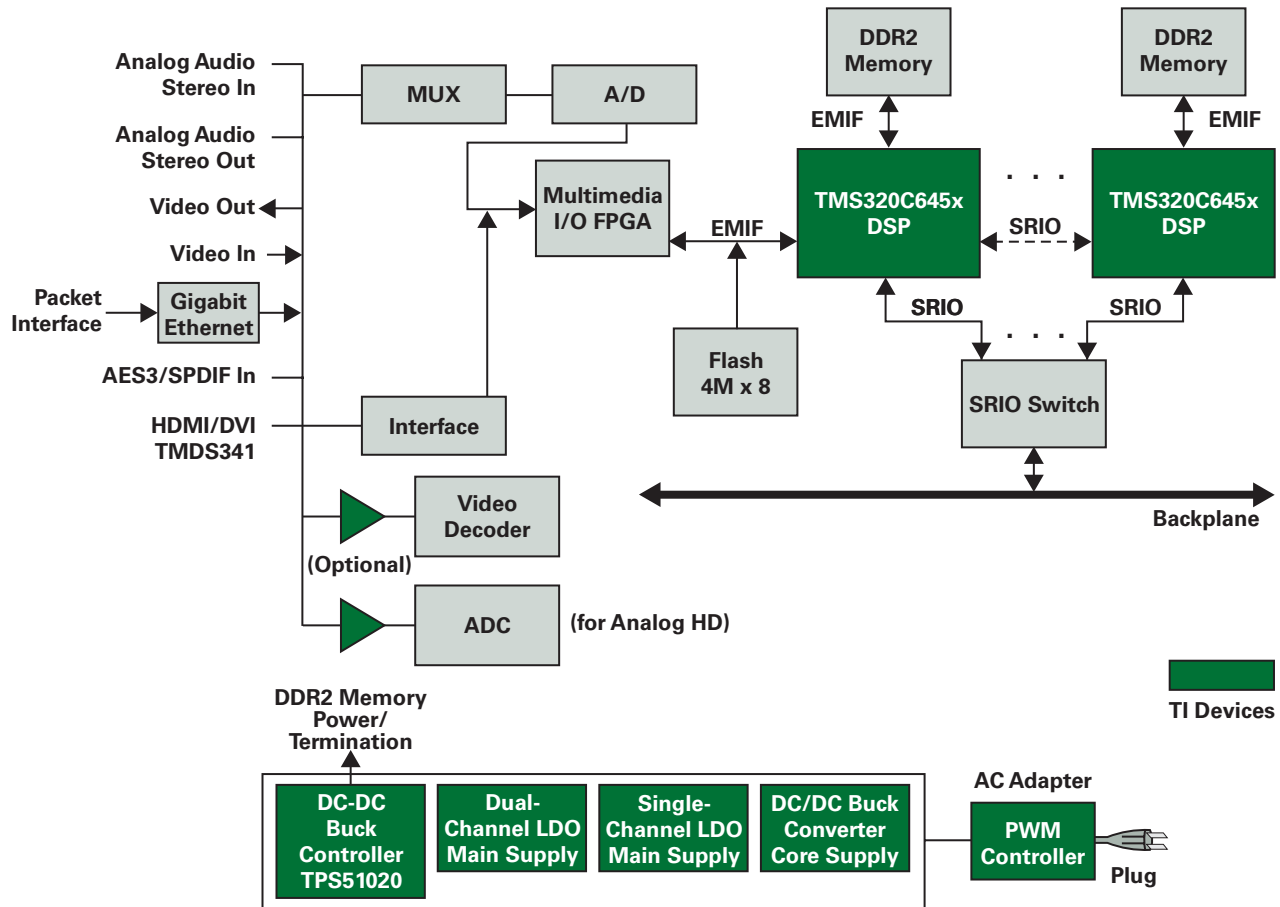 Analog Audio
Stereo In
Analog Audio
Stereo Out
Video Out
Video In
Packet
Interface
Gigabit
Ethernet
AES3/SPDIF In
HDMI/DVI
TMDS341
MUX
A/D
Multimedia
I/O FPGA
Interface
Video
Decoder
(Optional)
ADC
(for Analog HD)
DDR2
Memory
EMIF
DDR2
Memory
EMIF
TMS320C645x
DSP
. . .
TMS320C645x
DSP
SRIO
EMIF
Flash
4M x 8
SRIO
. . .
SRIO
SRIO Switch
Backplane
TI Devices
DDR2 Memory
Power/
Termination
DC-DC
Buck
Controller
TPS51020
Dual-
Channel LDO
Main Supply
Single-
Channel LDO
Main Supply
DC/DC Buck
Converter
Core Supply
AC Adapter
PWM
Controller
Plug